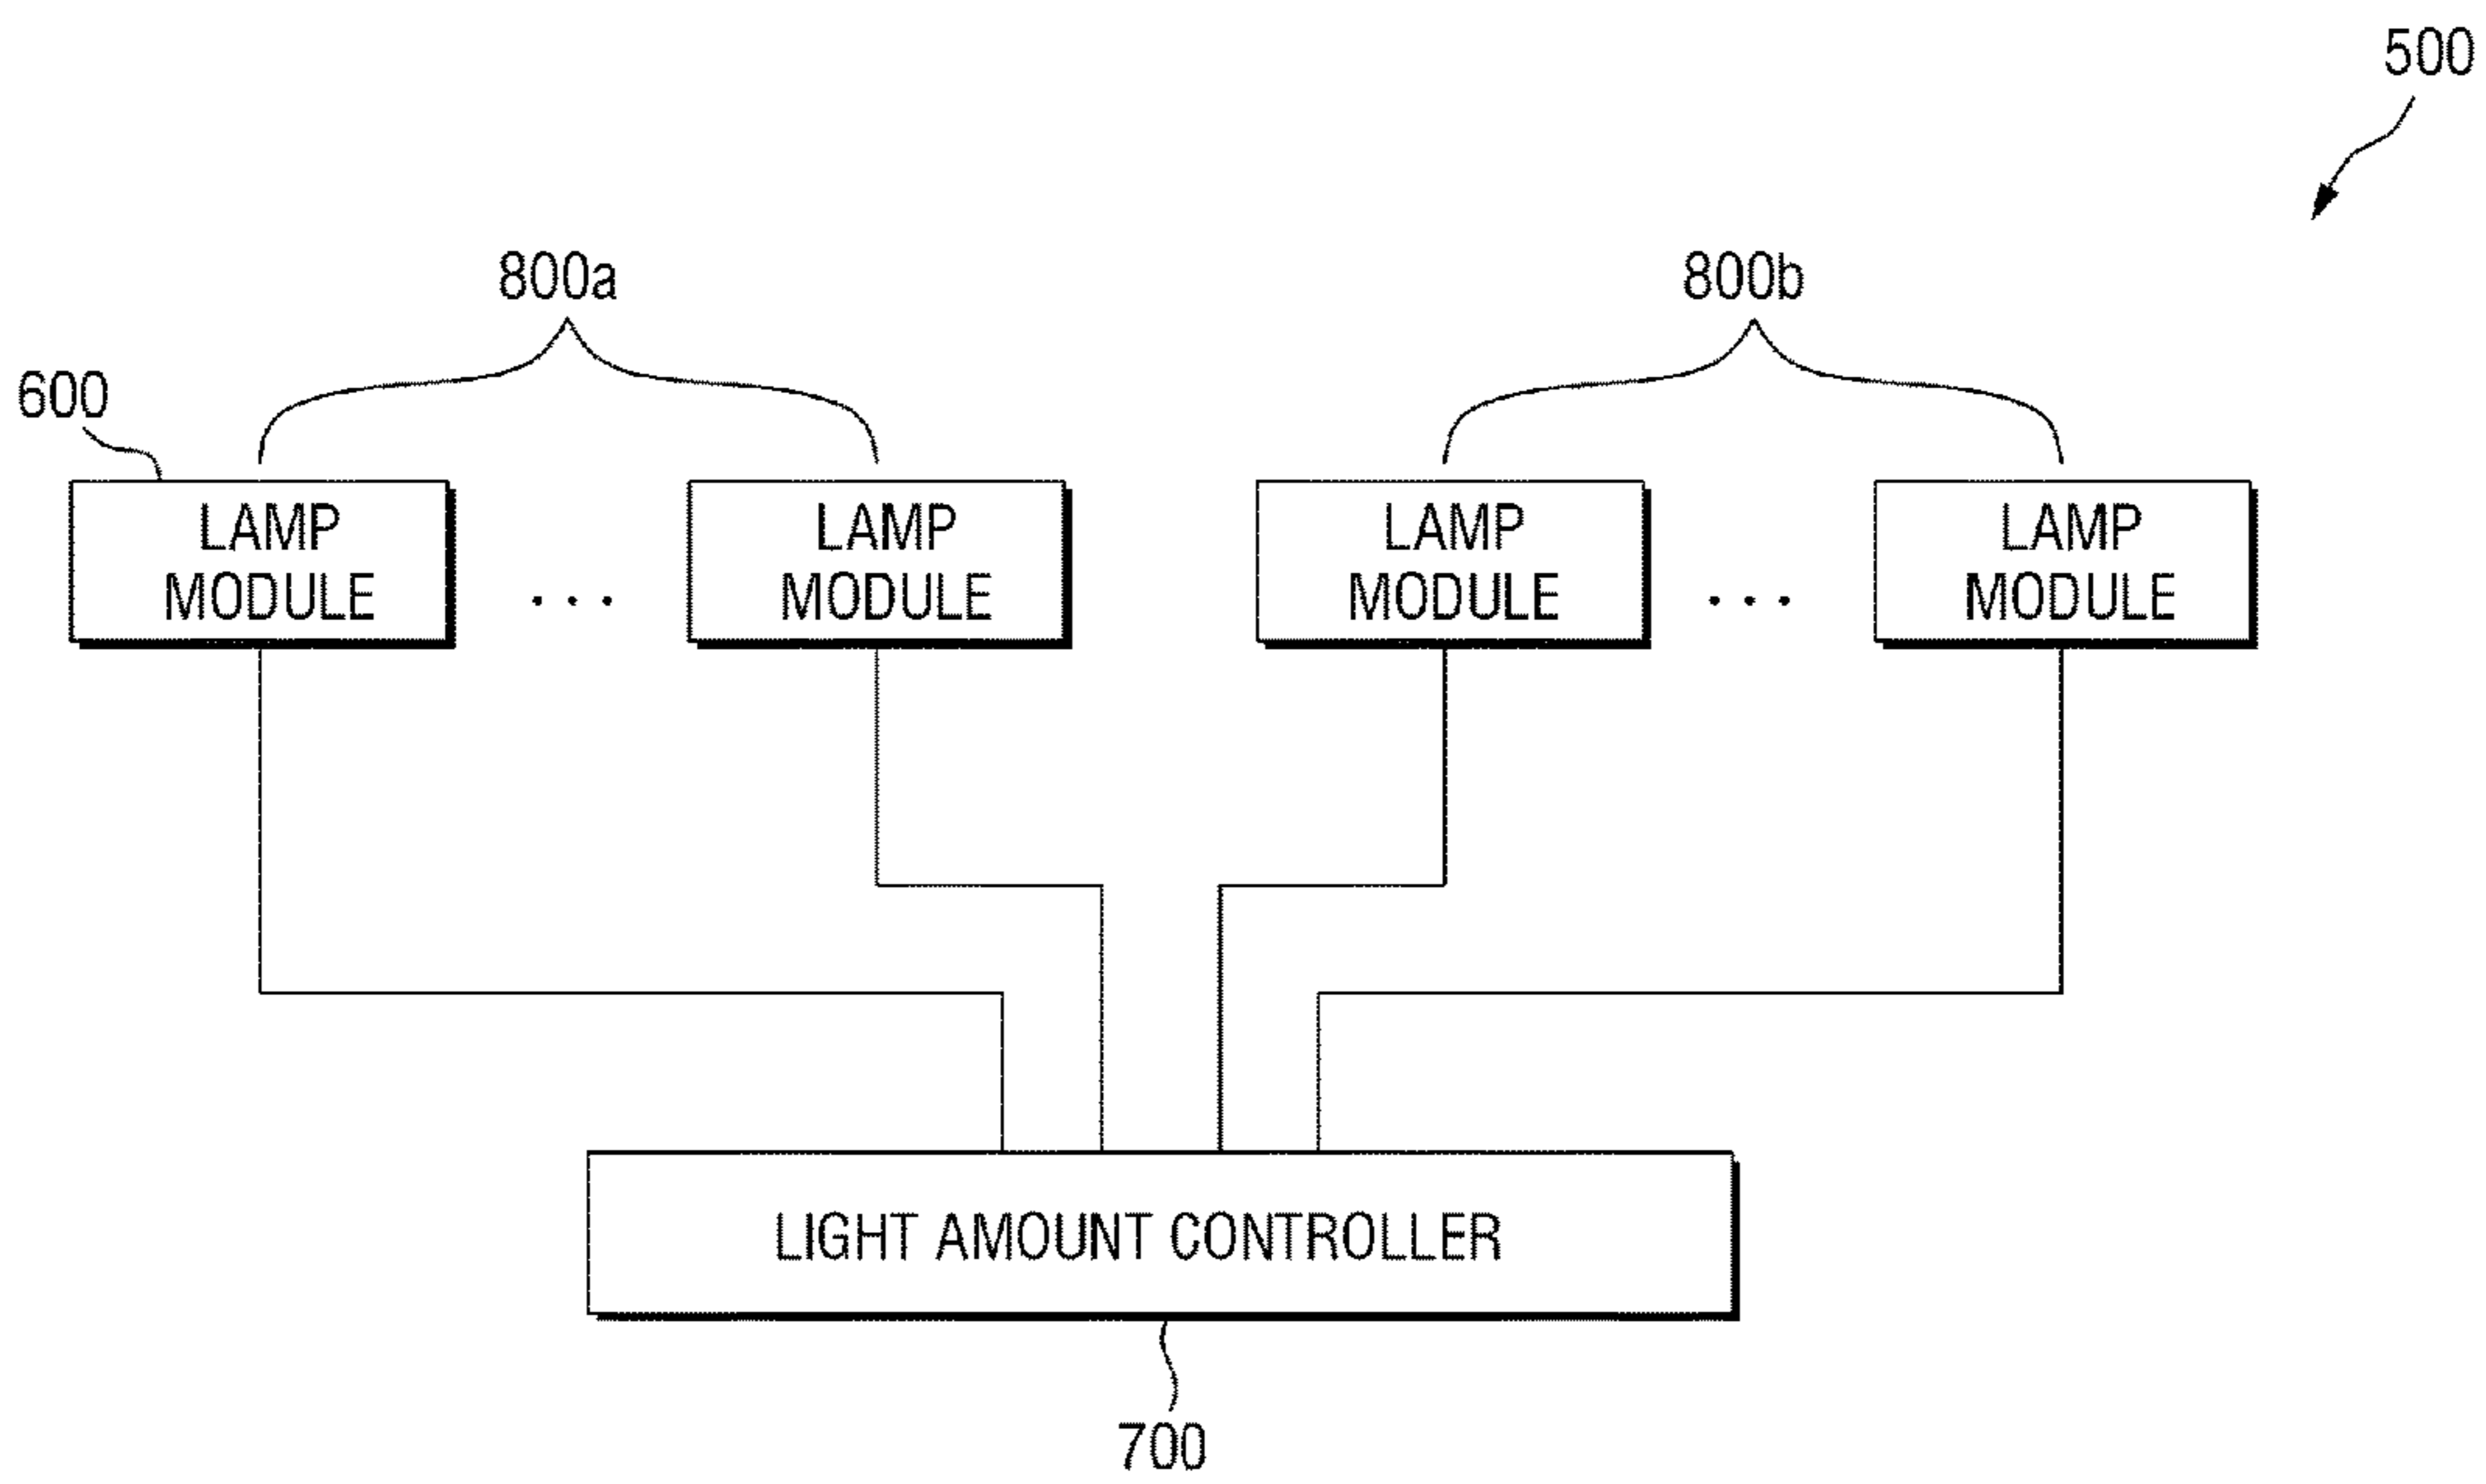 500
800a
800b
600
LAMP
MODULE
. . .
LAMP
MODULE
LAMP
MODULE
. . .
LAMP
MODULE
LIGHT AMOUNT CONTROLLER
700